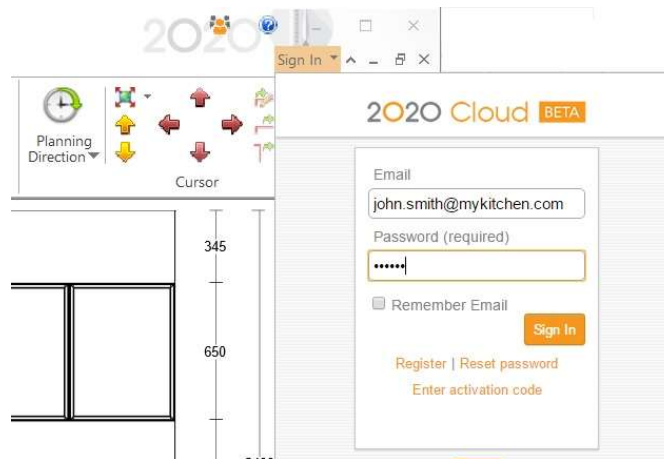 2020
Sign In
2020 Cloud BETA
Planning
Direction
Cursor
345
650
Email
john.smith@mykitchen.com
Password (required)
••••••
Remember Email
Sign In
Register | Reset password
Enter activation code